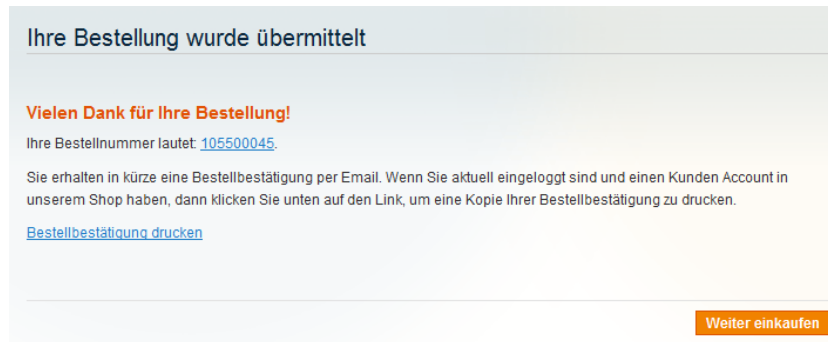 Ihre Bestellung wurde übermittelt
Vielen Dank für Ihre Bestellung!
Ihre Bestellnummer lautet: 105500045.
Sie erhalten in kürze eine Bestellbestätigung per Email. Wenn Sie aktuell eingeloggt sind und einen Kunden Account in
unserem Shop haben, dann klicken Sie unten auf den Link, um eine Kopie Ihrer Bestellbestätigung zu drucken.
Bestellbestätigung drucken
Weiter einkaufen